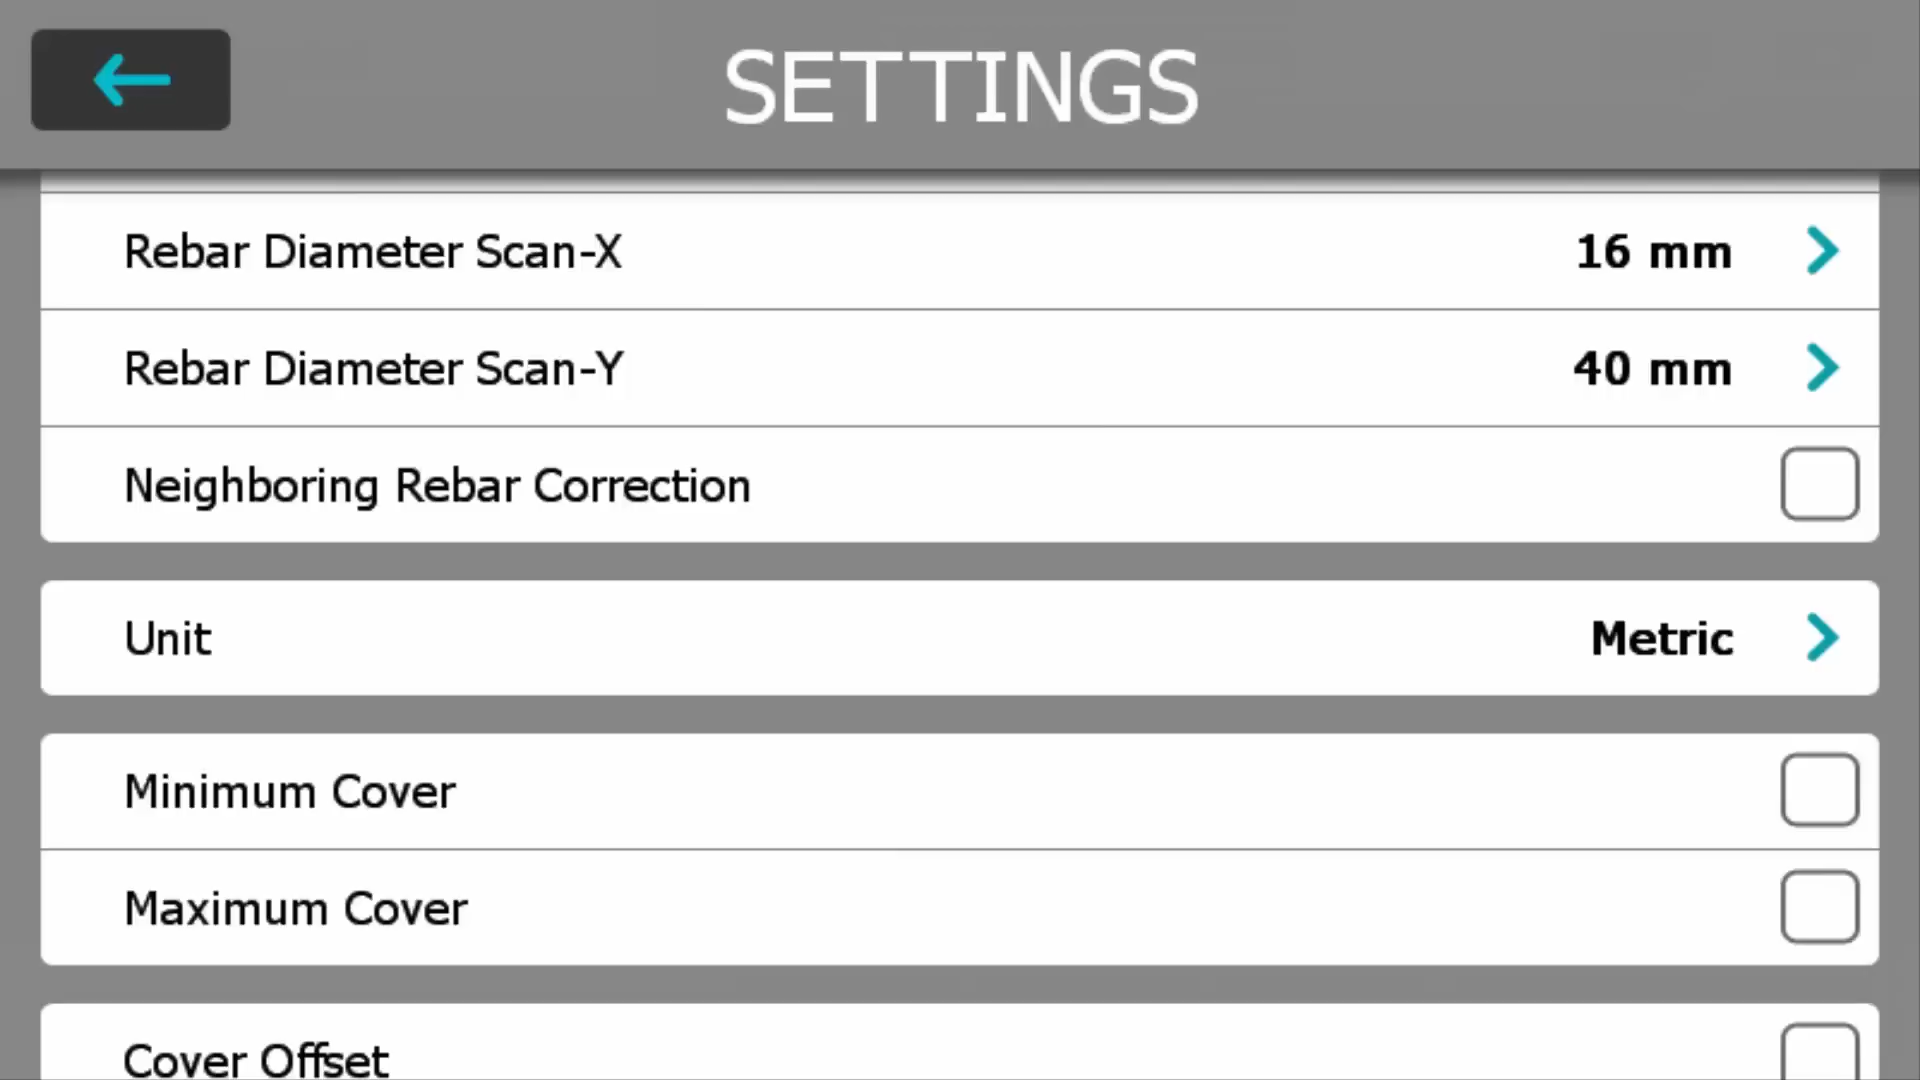 SETTINGS
Rebar Diameter Scan-X 16 mm
Rebar Diameter Scan-Y 40 mm
Neighboring Rebar Correction
Unit Metric
Minimum Cover
Maximum Cover
Cover Offset